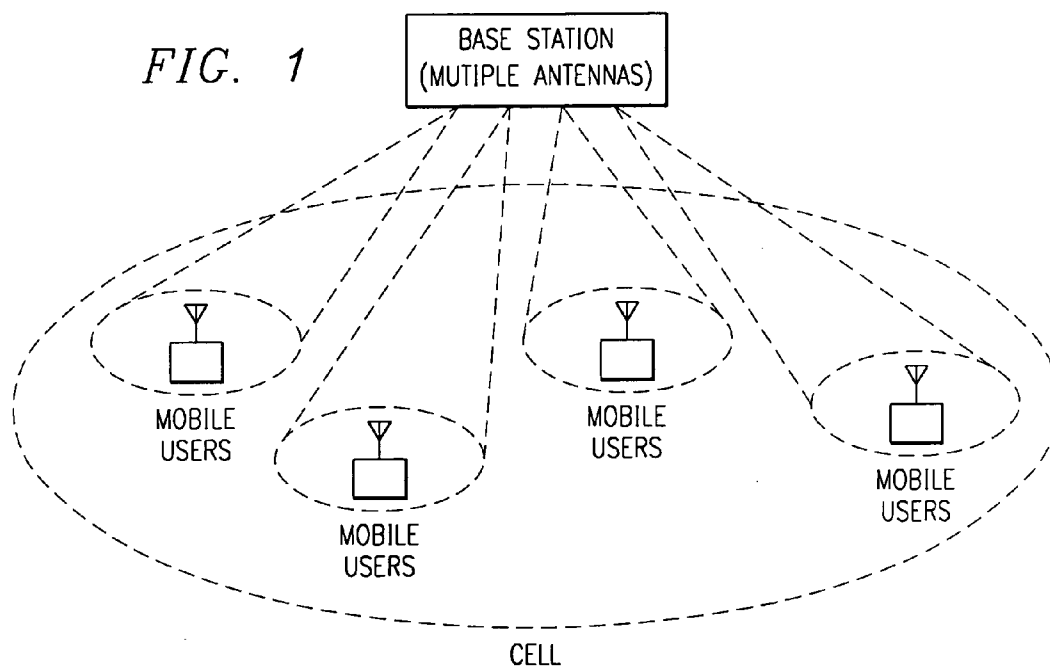 FIG. 1
BASE STATION
(MUTIPLE ANTENNAS)
MOBILE
USERS
MOBILE
USERS
MOBILE
USERS
MOBILE
USERS
CELL